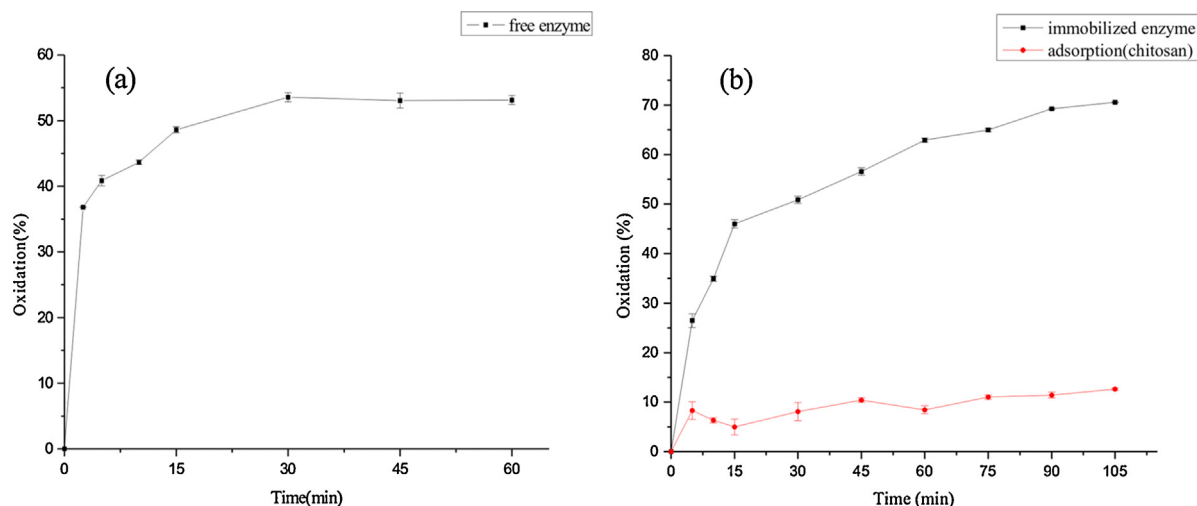 free enzyme
(a)
60
50
40
30
20
10
0
Oxidation(%)
0 15 30 45 60
Time(min)
immobilized enzyme
adsorption(chitosan)
(b)
80
70
60
50
40
30
20
10
0
Oxidation (%)
0 15 30 45 60 75 90 105
Time (min)